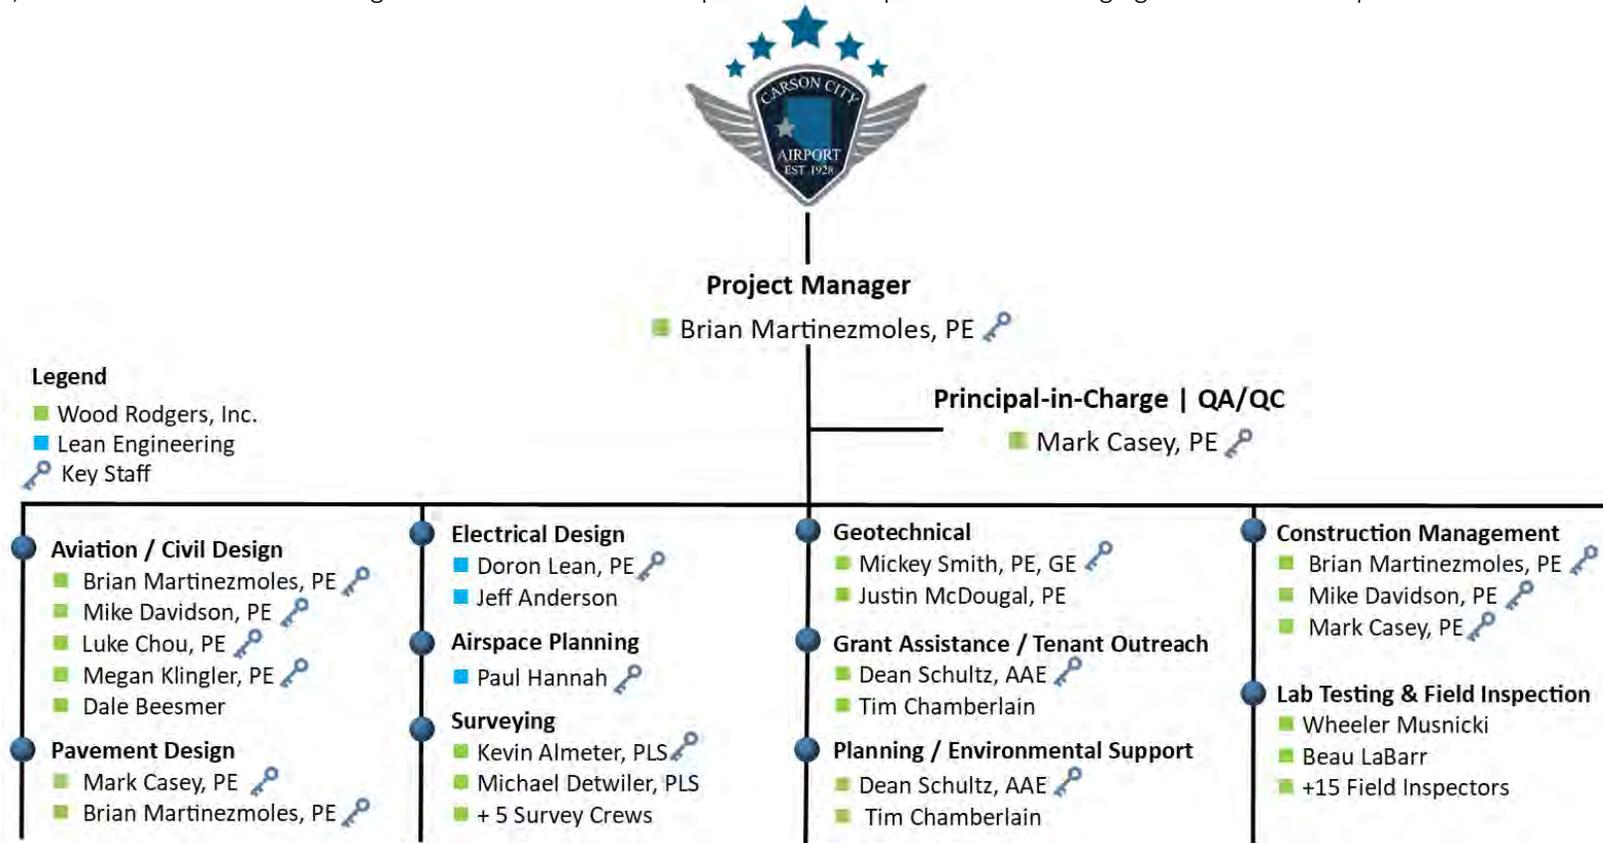 CARSON CITY
AIRPORT
EST 1928
Project Manager
Brian Martinezmoles, PE
Legend
Wood Rodgers, Inc.
Lean Engineering
Key Staff
Principal-in-Charge | QA/QC
Mark Casey, PE
Aviation / Civil Design
Brian Martinezmoles, PE
Mike Davidson, PE
Luke Chou, PE
Megan Klingler, PE
Dale Beesmer
Pavement Design
Mark Casey, PE
Brian Martinezmoles, PE
Electrical Design
Doron Lean, PE
Jeff Anderson
Airspace Planning
Paul Hannah
Surveying
Kevin Almeter, PLS
Michael Detwiler, PLS
+ 5 Survey Crews
Geotechnical
Mickey Smith, PE, GE
Justin McDougal, PE
Grant Assistance / Tenant Outreach
Dean Schultz, AAE
Tim Chamberlain
Planning / Environmental Support
Dean Schultz, AAE
Tim Chamberlain
Construction Management
Brian Martinezmoles, PE
Mike Davidson, PE
Mark Casey, PE
Lab Testing & Field Inspection
Wheeler Musnicki
Beau LaBarr
+15 Field Inspectors